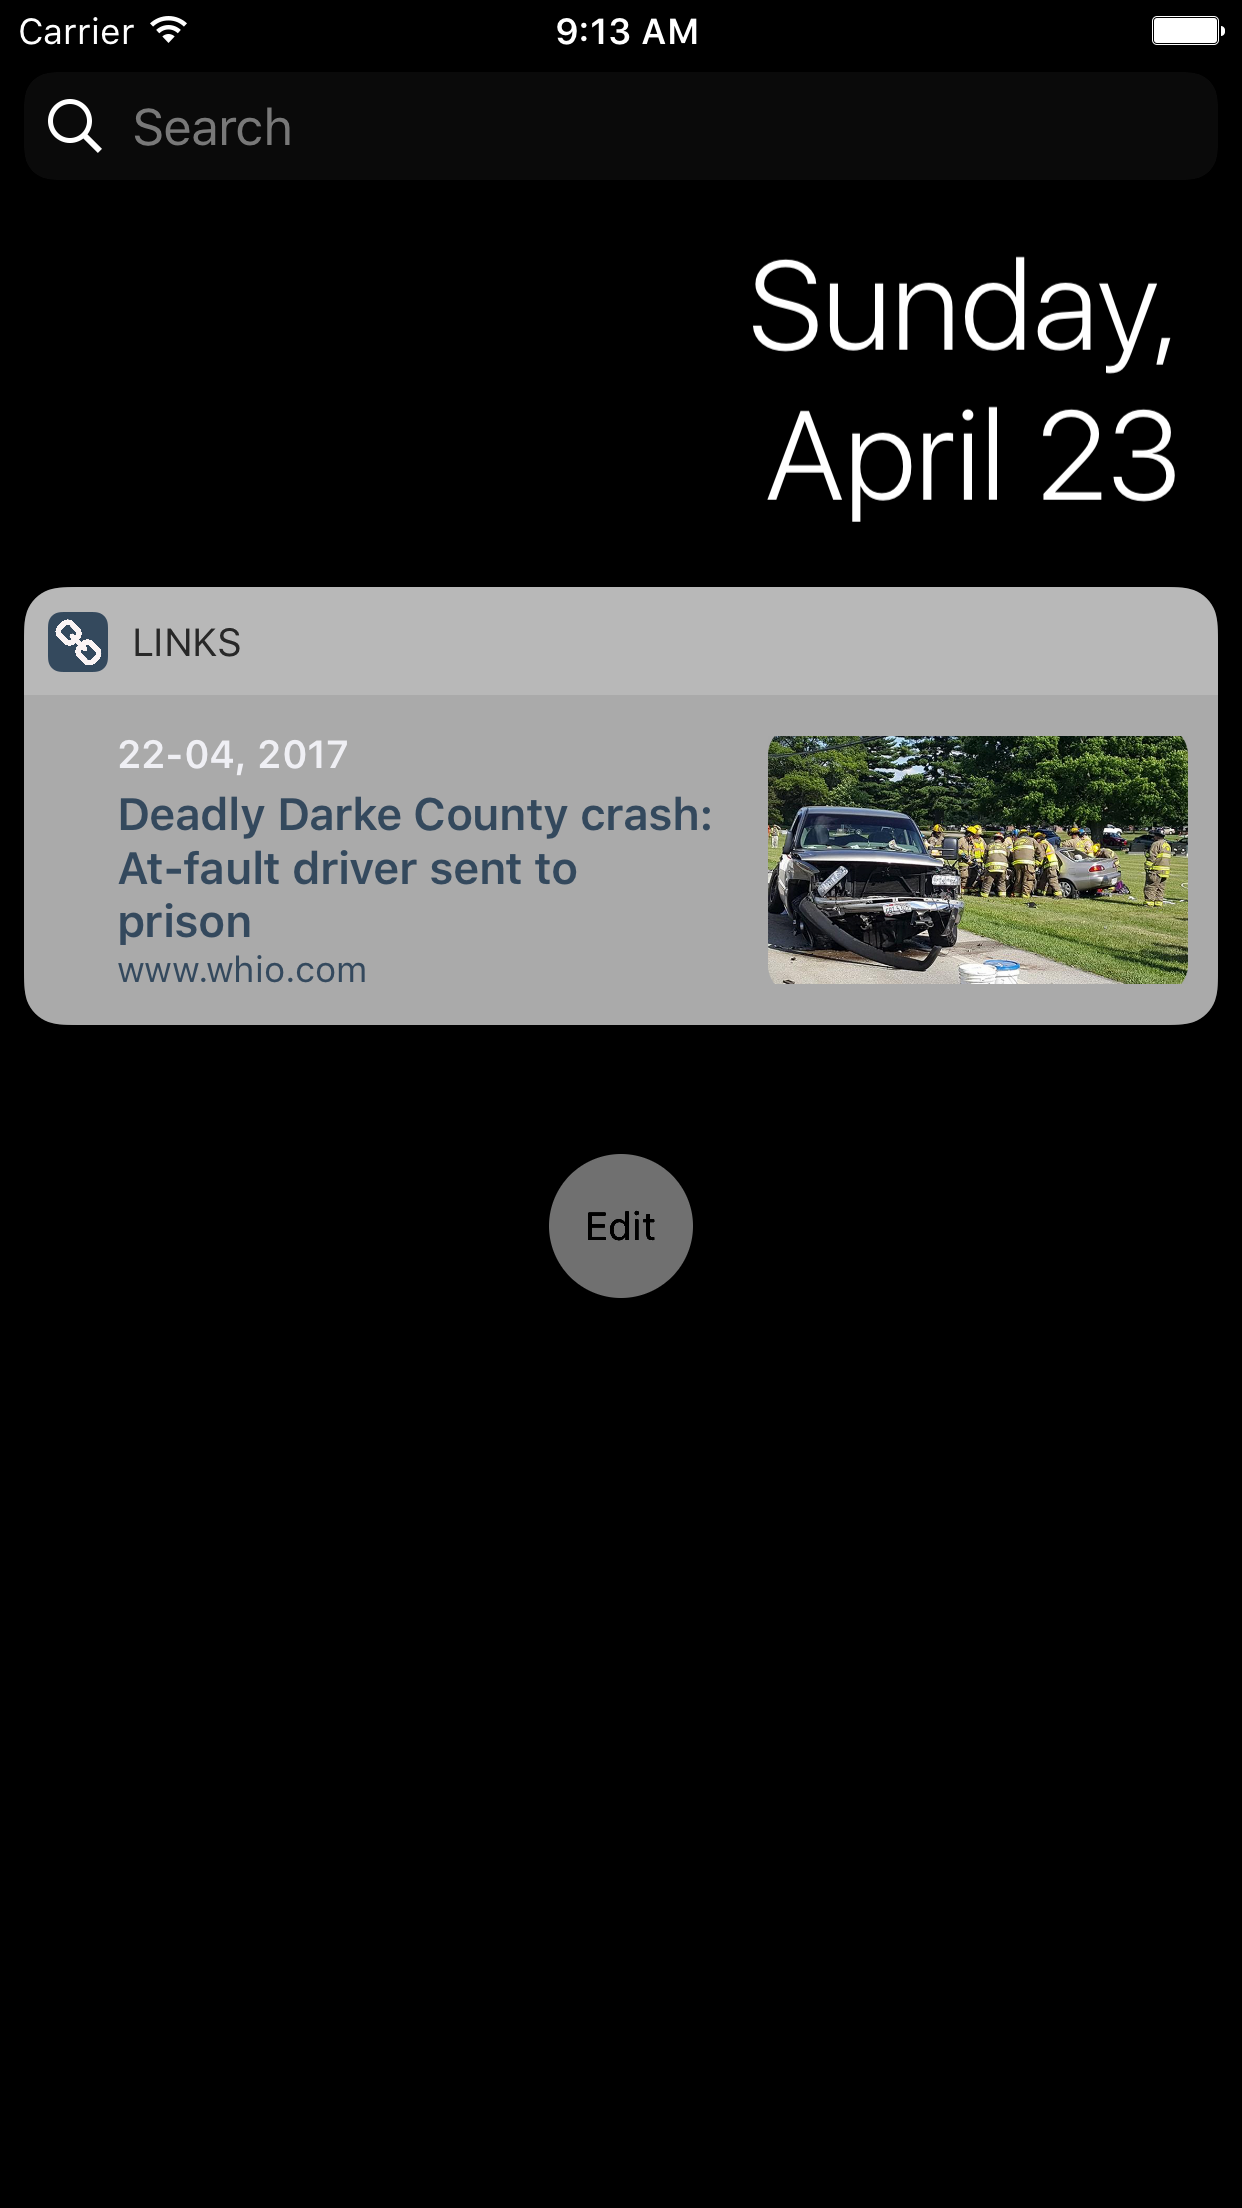 Carrier 9:13 AM
Search
Sunday,
April 23
LINKS
22-04, 2017
Deadly Darke County crash:
At-fault driver sent to
prison
www.whio.com
Edit